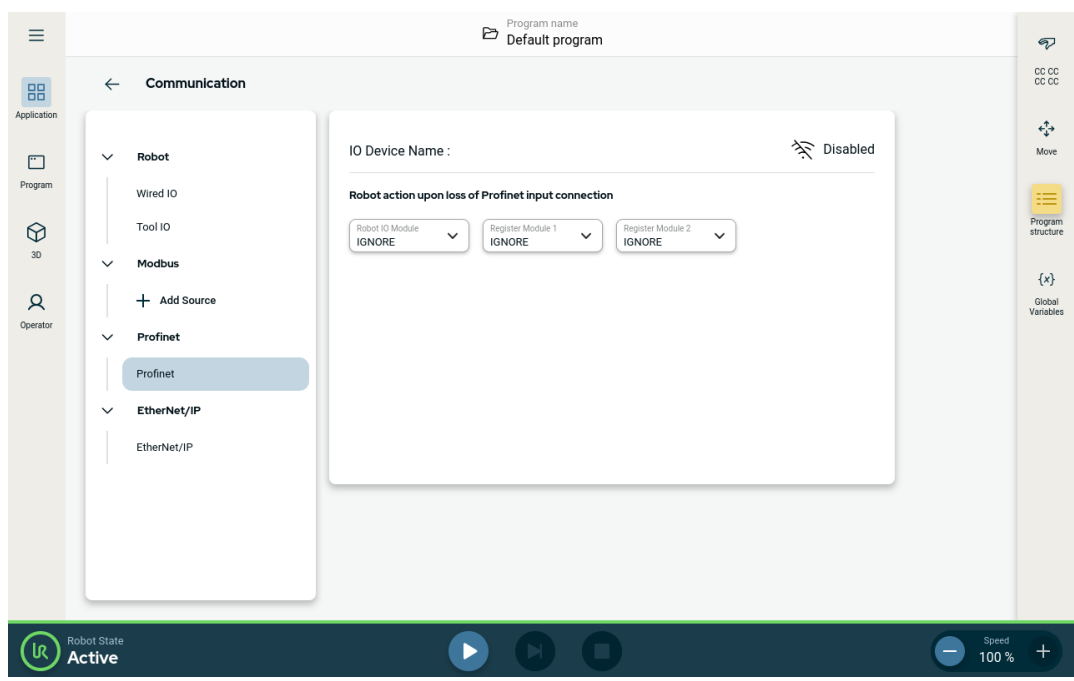 Program name
Default program
Application
Program
3D
Operator
Communication
Robot
Wired IO
Tool IO
Modbus
Add Source
Profinet
Profinet
EtherNet/IP
EtherNet/IP
IO Device Name :
Disabled
Robot action upon loss of Profinet input connection
Robot IO Module
IGNORE
Register Module 1
IGNORE
Register Module 2
IGNORE
CC CC
CC CC
Move
Program
structure
{x}
Global
Variables
UR
Robot State
Active
Speed
100 %